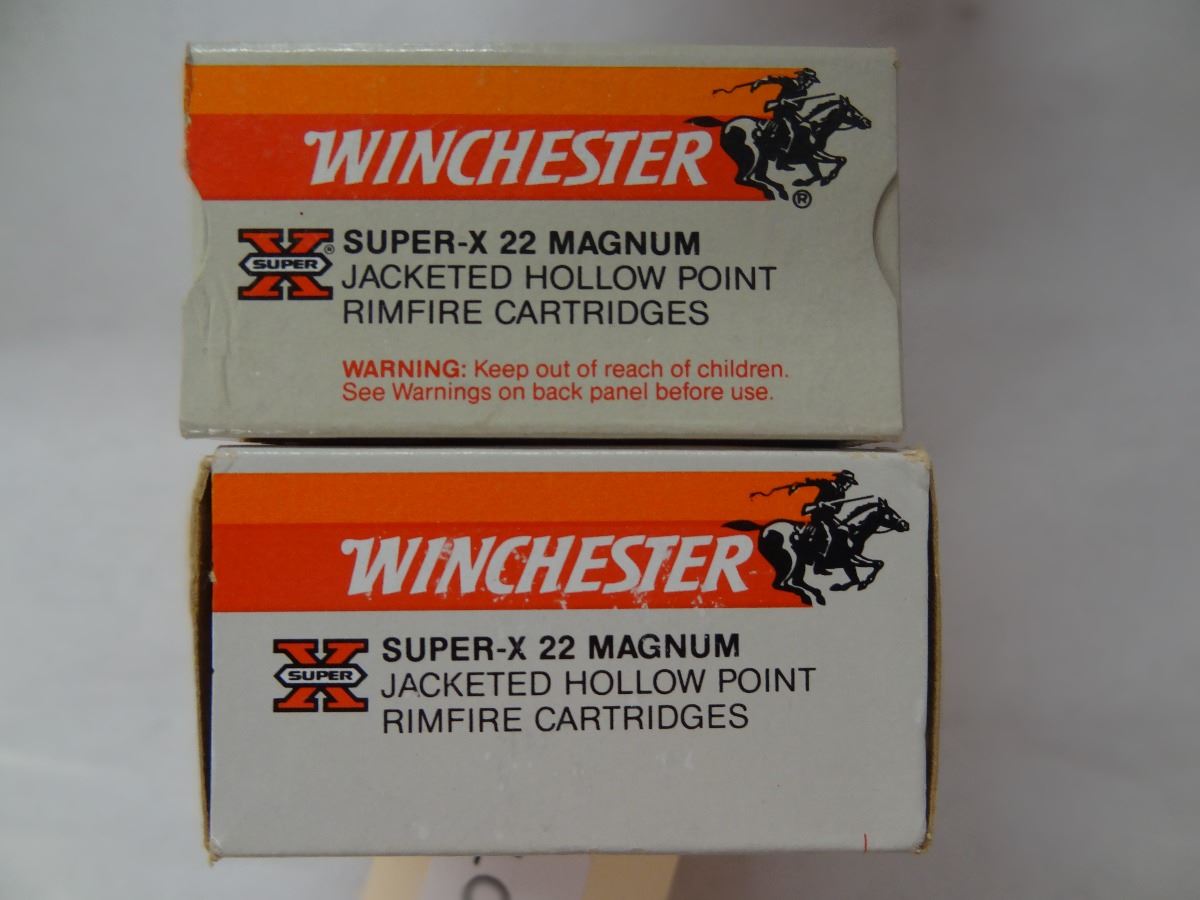 WINCHESTER
®
X ® SUPER
SUPER-X 22 MAGNUM
JACKETED HOLLOW POINT
RIMFIRE CARTRIDGES
WARNING: Keep out of reach of children.
See Warnings on back panel before use.
WINCHESTER
X SUPER
SUPER-X 22 MAGNUM
JACKETED HOLLOW POINT
RIMFIRE CARTRIDGES